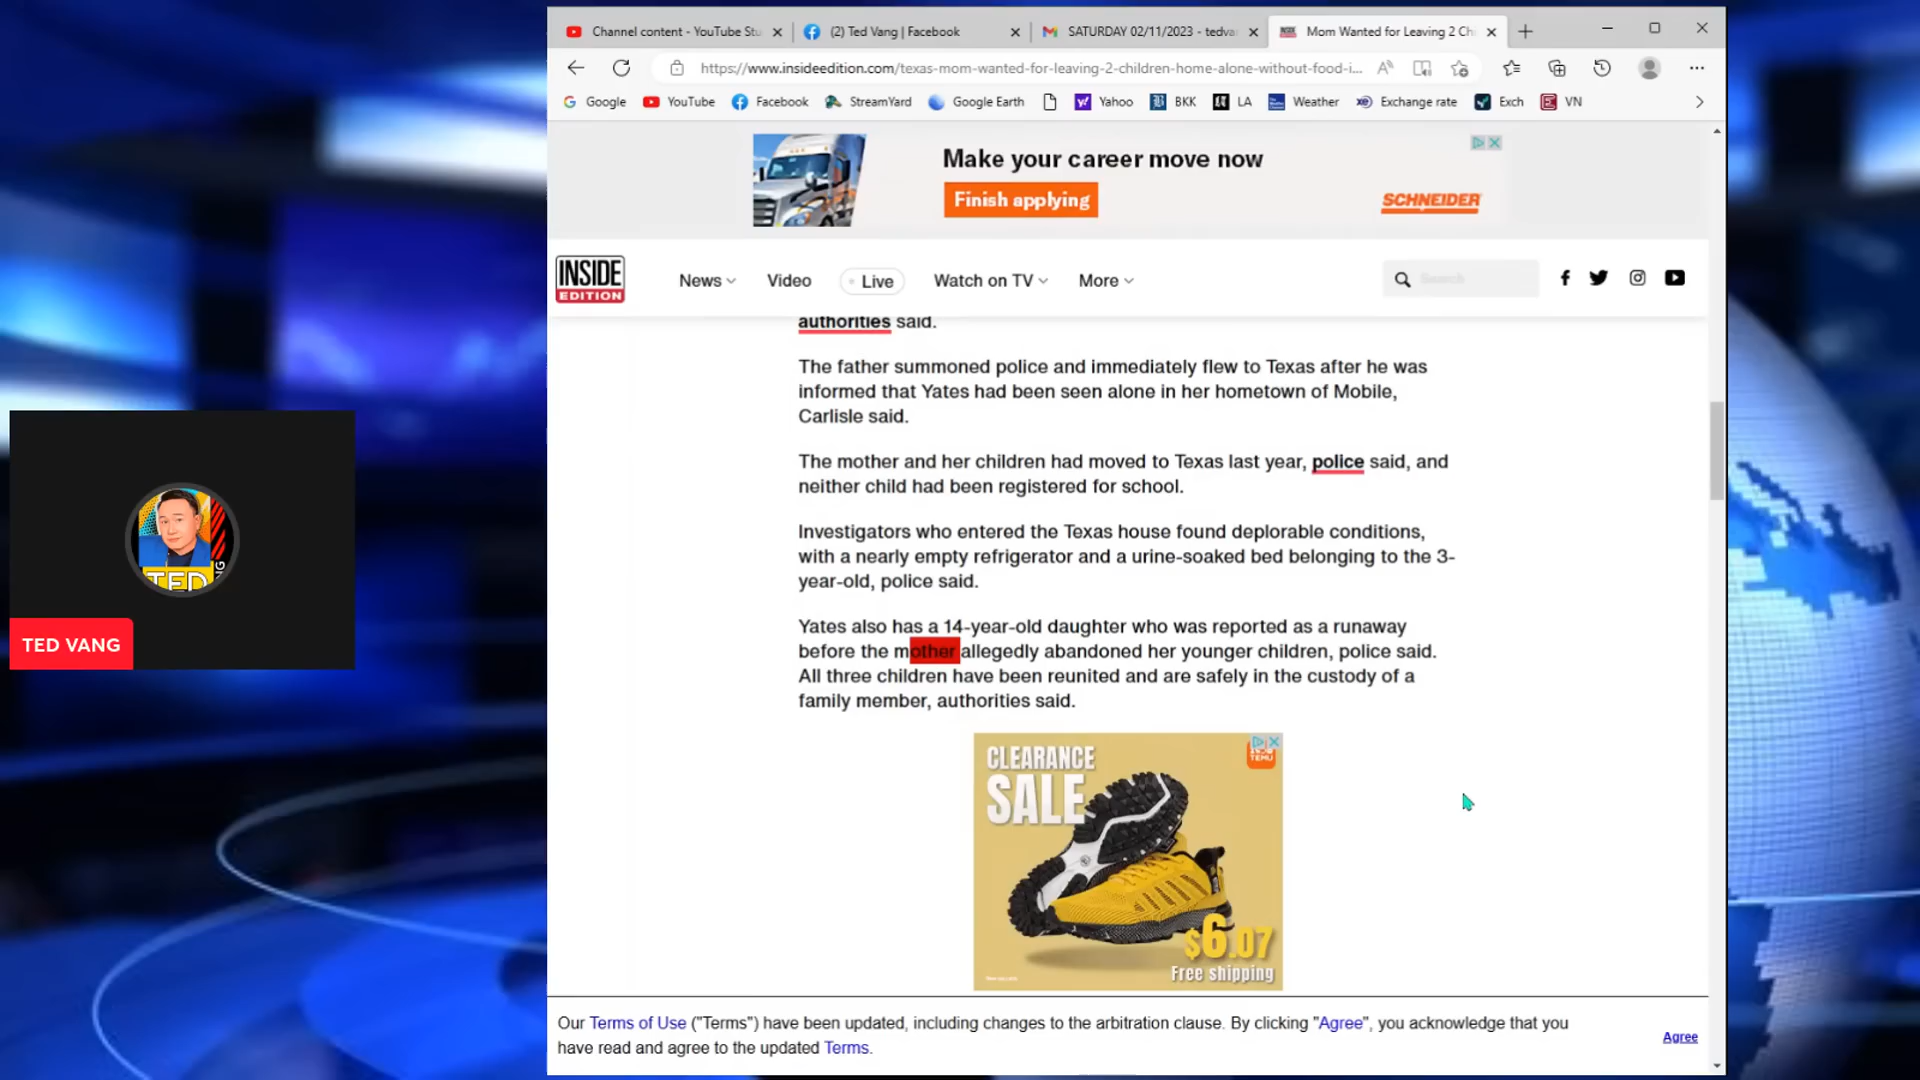 Channel content - YouTube Stu
(2) Ted Vang | Facebook
SATURDAY 02/11/2023 - tedva
Mom Wanted for Leaving 2 Ch
https://www.insideedition.com/texas-mom-wanted-for-leaving-2-children-home-alone-without-food-i...
Google
YouTube
Facebook
StreamYard
Google Earth
Yahoo
BKK
LA
Weather
Exchange rate
Exch
VN
Make your career move now
Finish applying
SCHNEIDER
INSIDE
EDITION
News
Video
Live
Watch on TV
More
Search
authorities said.
The father summoned police and immediately flew to Texas after he was
informed that Yates had been seen alone in her hometown of Mobile,
Carlisle said.
The mother and her children had moved to Texas last year, police said, and
neither child had been registered for school.
Investigators who entered the Texas house found deplorable conditions,
with a nearly empty refrigerator and a urine-soaked bed belonging to the 3-
year-old, police said.
TED
TED VANG
Yates also has a 14-year-old daughter who was reported as a runaway
before the mother allegedly abandoned her younger children, police said.
All three children have been reunited and are safely in the custody of a
family member, authorities said.
CLEARANCE
SALE
TEMU
$6.07
Free shipping
Our Terms of Use ("Terms") have been updated, including changes to the arbitration clause. By clicking "Agree", you acknowledge that you
have read and agree to the updated Terms.
Agree